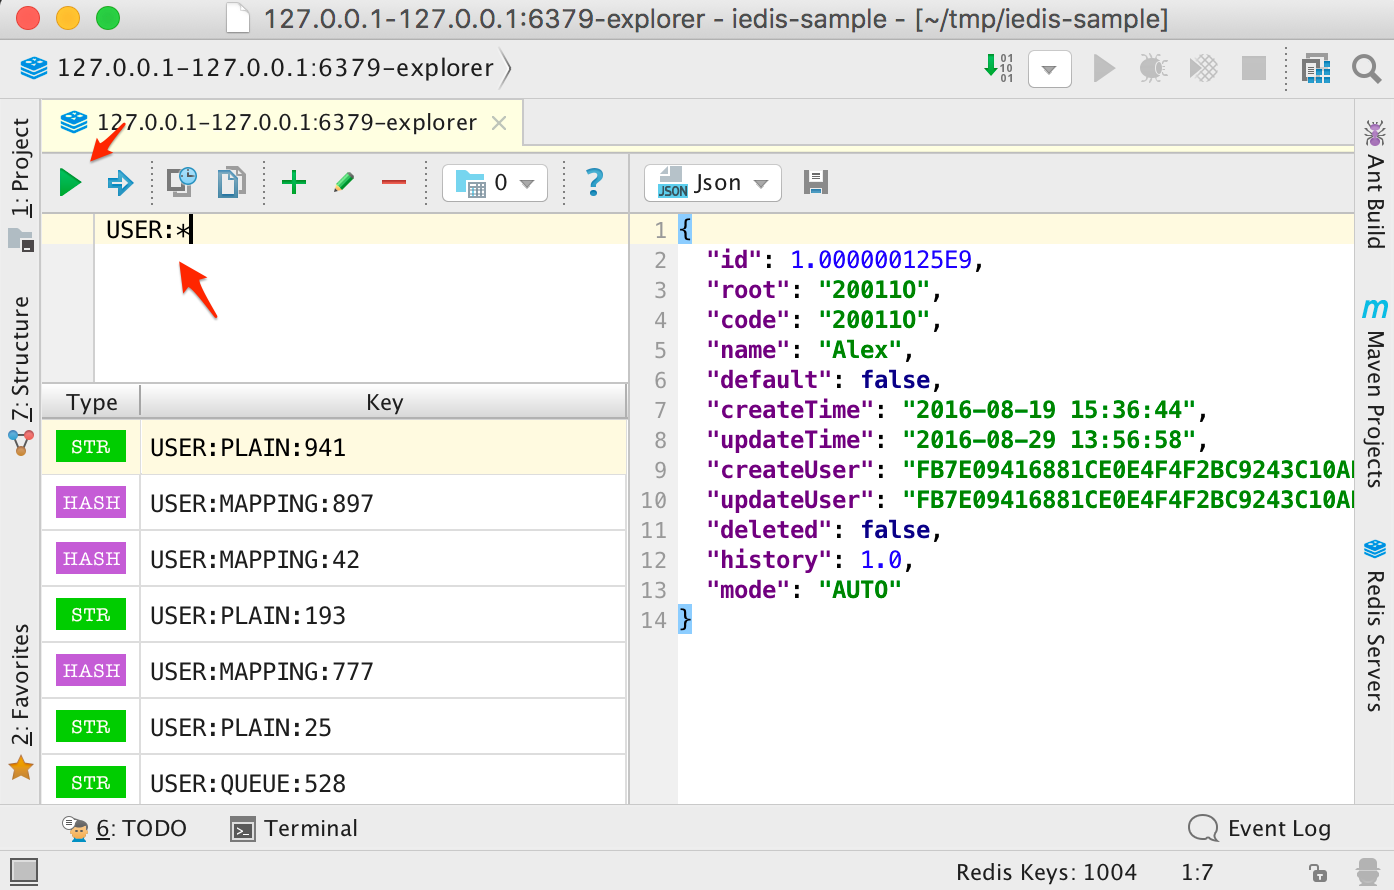 127.0.0.1-127.0.0.1:6379-explorer - iedis-sample - [~/tmp/iedis-sample]
127.0.0.1-127.0.0.1:6379-explorer
01
10
01
127.0.0.1-127.0.0.1:6379-explorer
1: Project
7: Structure
2: Favorites
0
?
JSON Json
USER:*
Type Key
STR USER:PLAIN:941
HASH USER:MAPPING:897
HASH USER:MAPPING:42
STR USER:PLAIN:193
HASH USER:MAPPING:777
STR USER:PLAIN:25
STR USER:QUEUE:528
1 {
2 "id": 1.000000125E9,
3 "root": "20011O",
4 "code": "20011O",
5 "name": "Alex",
6 "default": false,
7 "createTime": "2016-08-19 15:36:44",
8 "updateTime": "2016-08-29 13:56:58",
9 "createUser": "FB7E09416881CE0E4F4F2BC9243C10A
10 "updateUser": "FB7E09416881CE0E4F4F2BC9243C10A
11 "deleted": false,
12 "history": 1.0,
13 "mode": "AUTO"
14 }
Ant Build
m Maven Projects
Redis Servers
6: TODO
Terminal
Event Log
Redis Keys: 1004
1:7